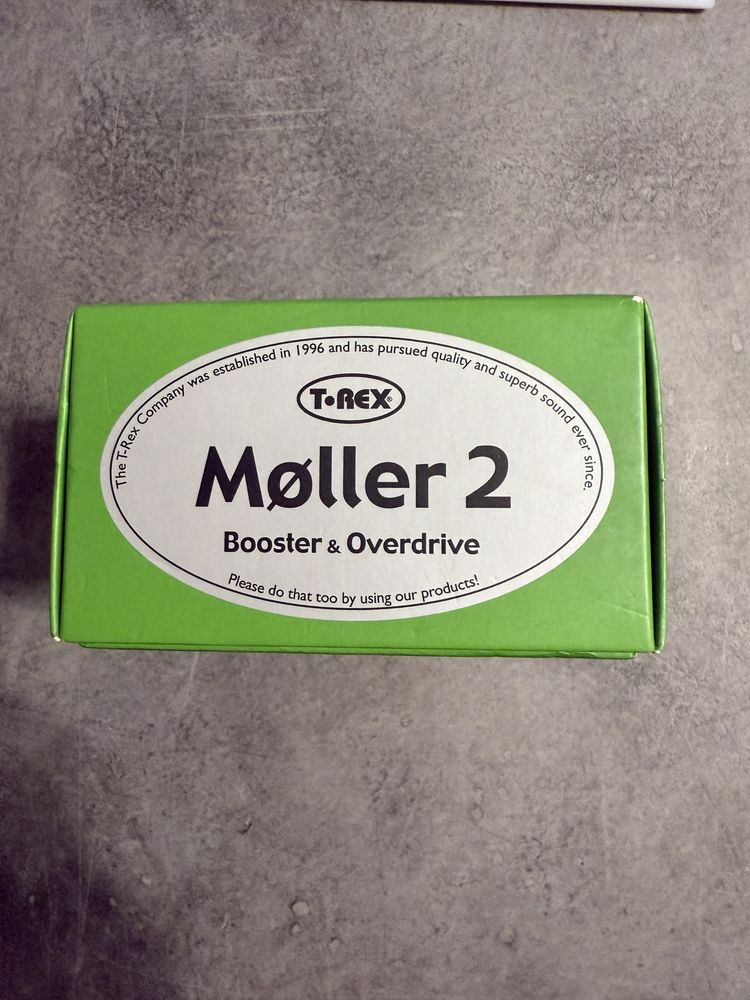 The T-Rex Company was established in 1996 and has pursued quality and superb sound ever since.
T•REX®
Møller 2
Booster & Overdrive
Please do that too by using our products!